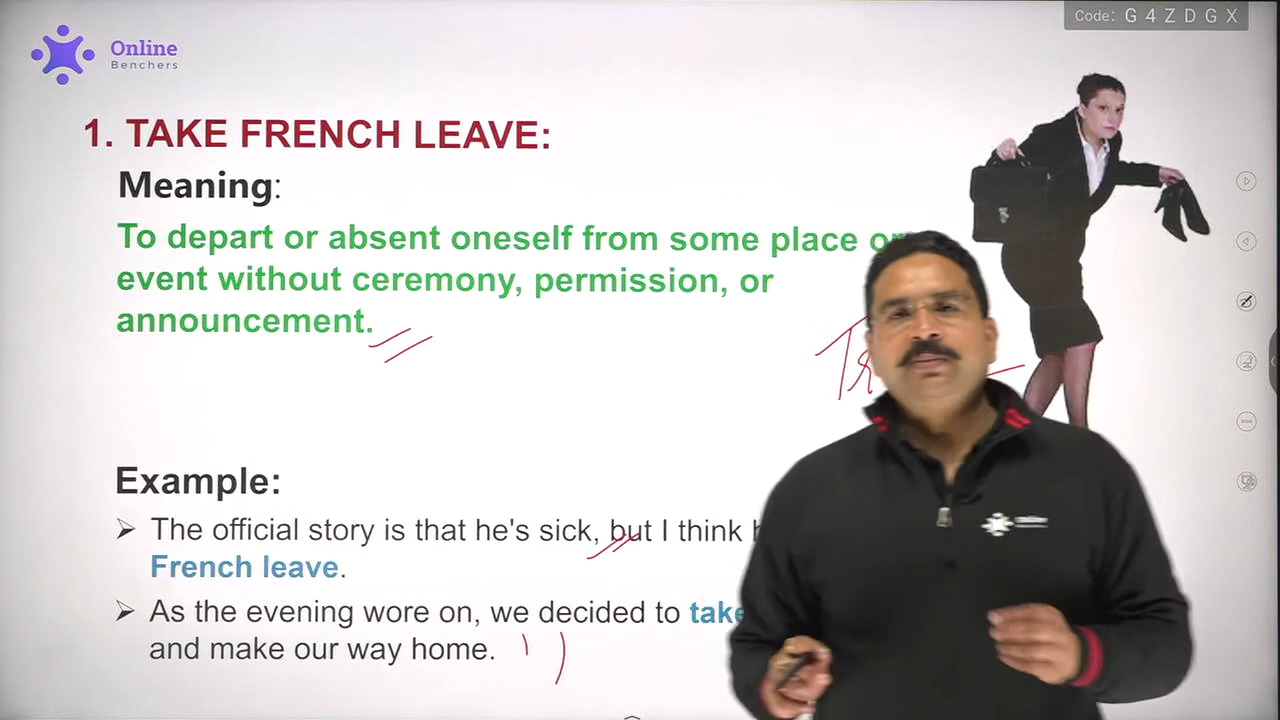 Code: G 4 Z D G X
Online
Benchers
1. TAKE FRENCH LEAVE:
Meaning:
To depart or absent oneself from some place or
event without ceremony, permission, or
announcement.
Example:
➢ The official story is that he's sick, but I think
French leave.
➢ As the evening wore on, we decided to take
and make our way home.